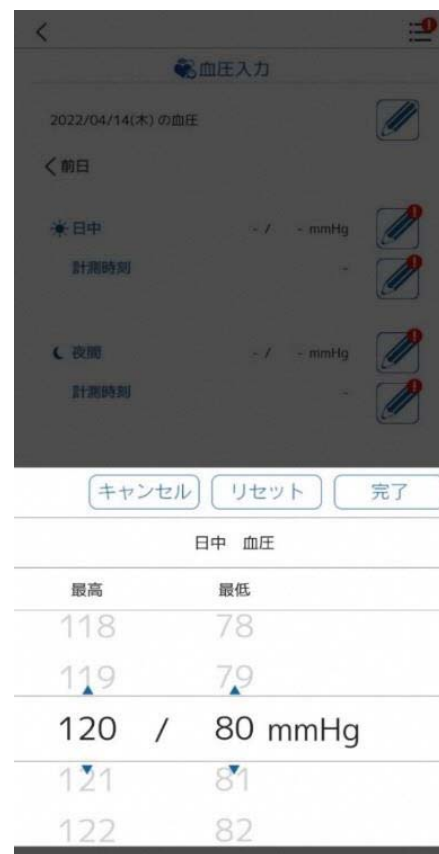 血圧入力
2022/04/14(木) の血圧
前日
日中 - / - mmHg
計測時刻 -
夜間 - / - mmHg
計測時刻 -
キャンセル リセット 完了
日中 血圧
最高 最低
118 78
119 79
120 / 80 mmHg
121 81
122 82